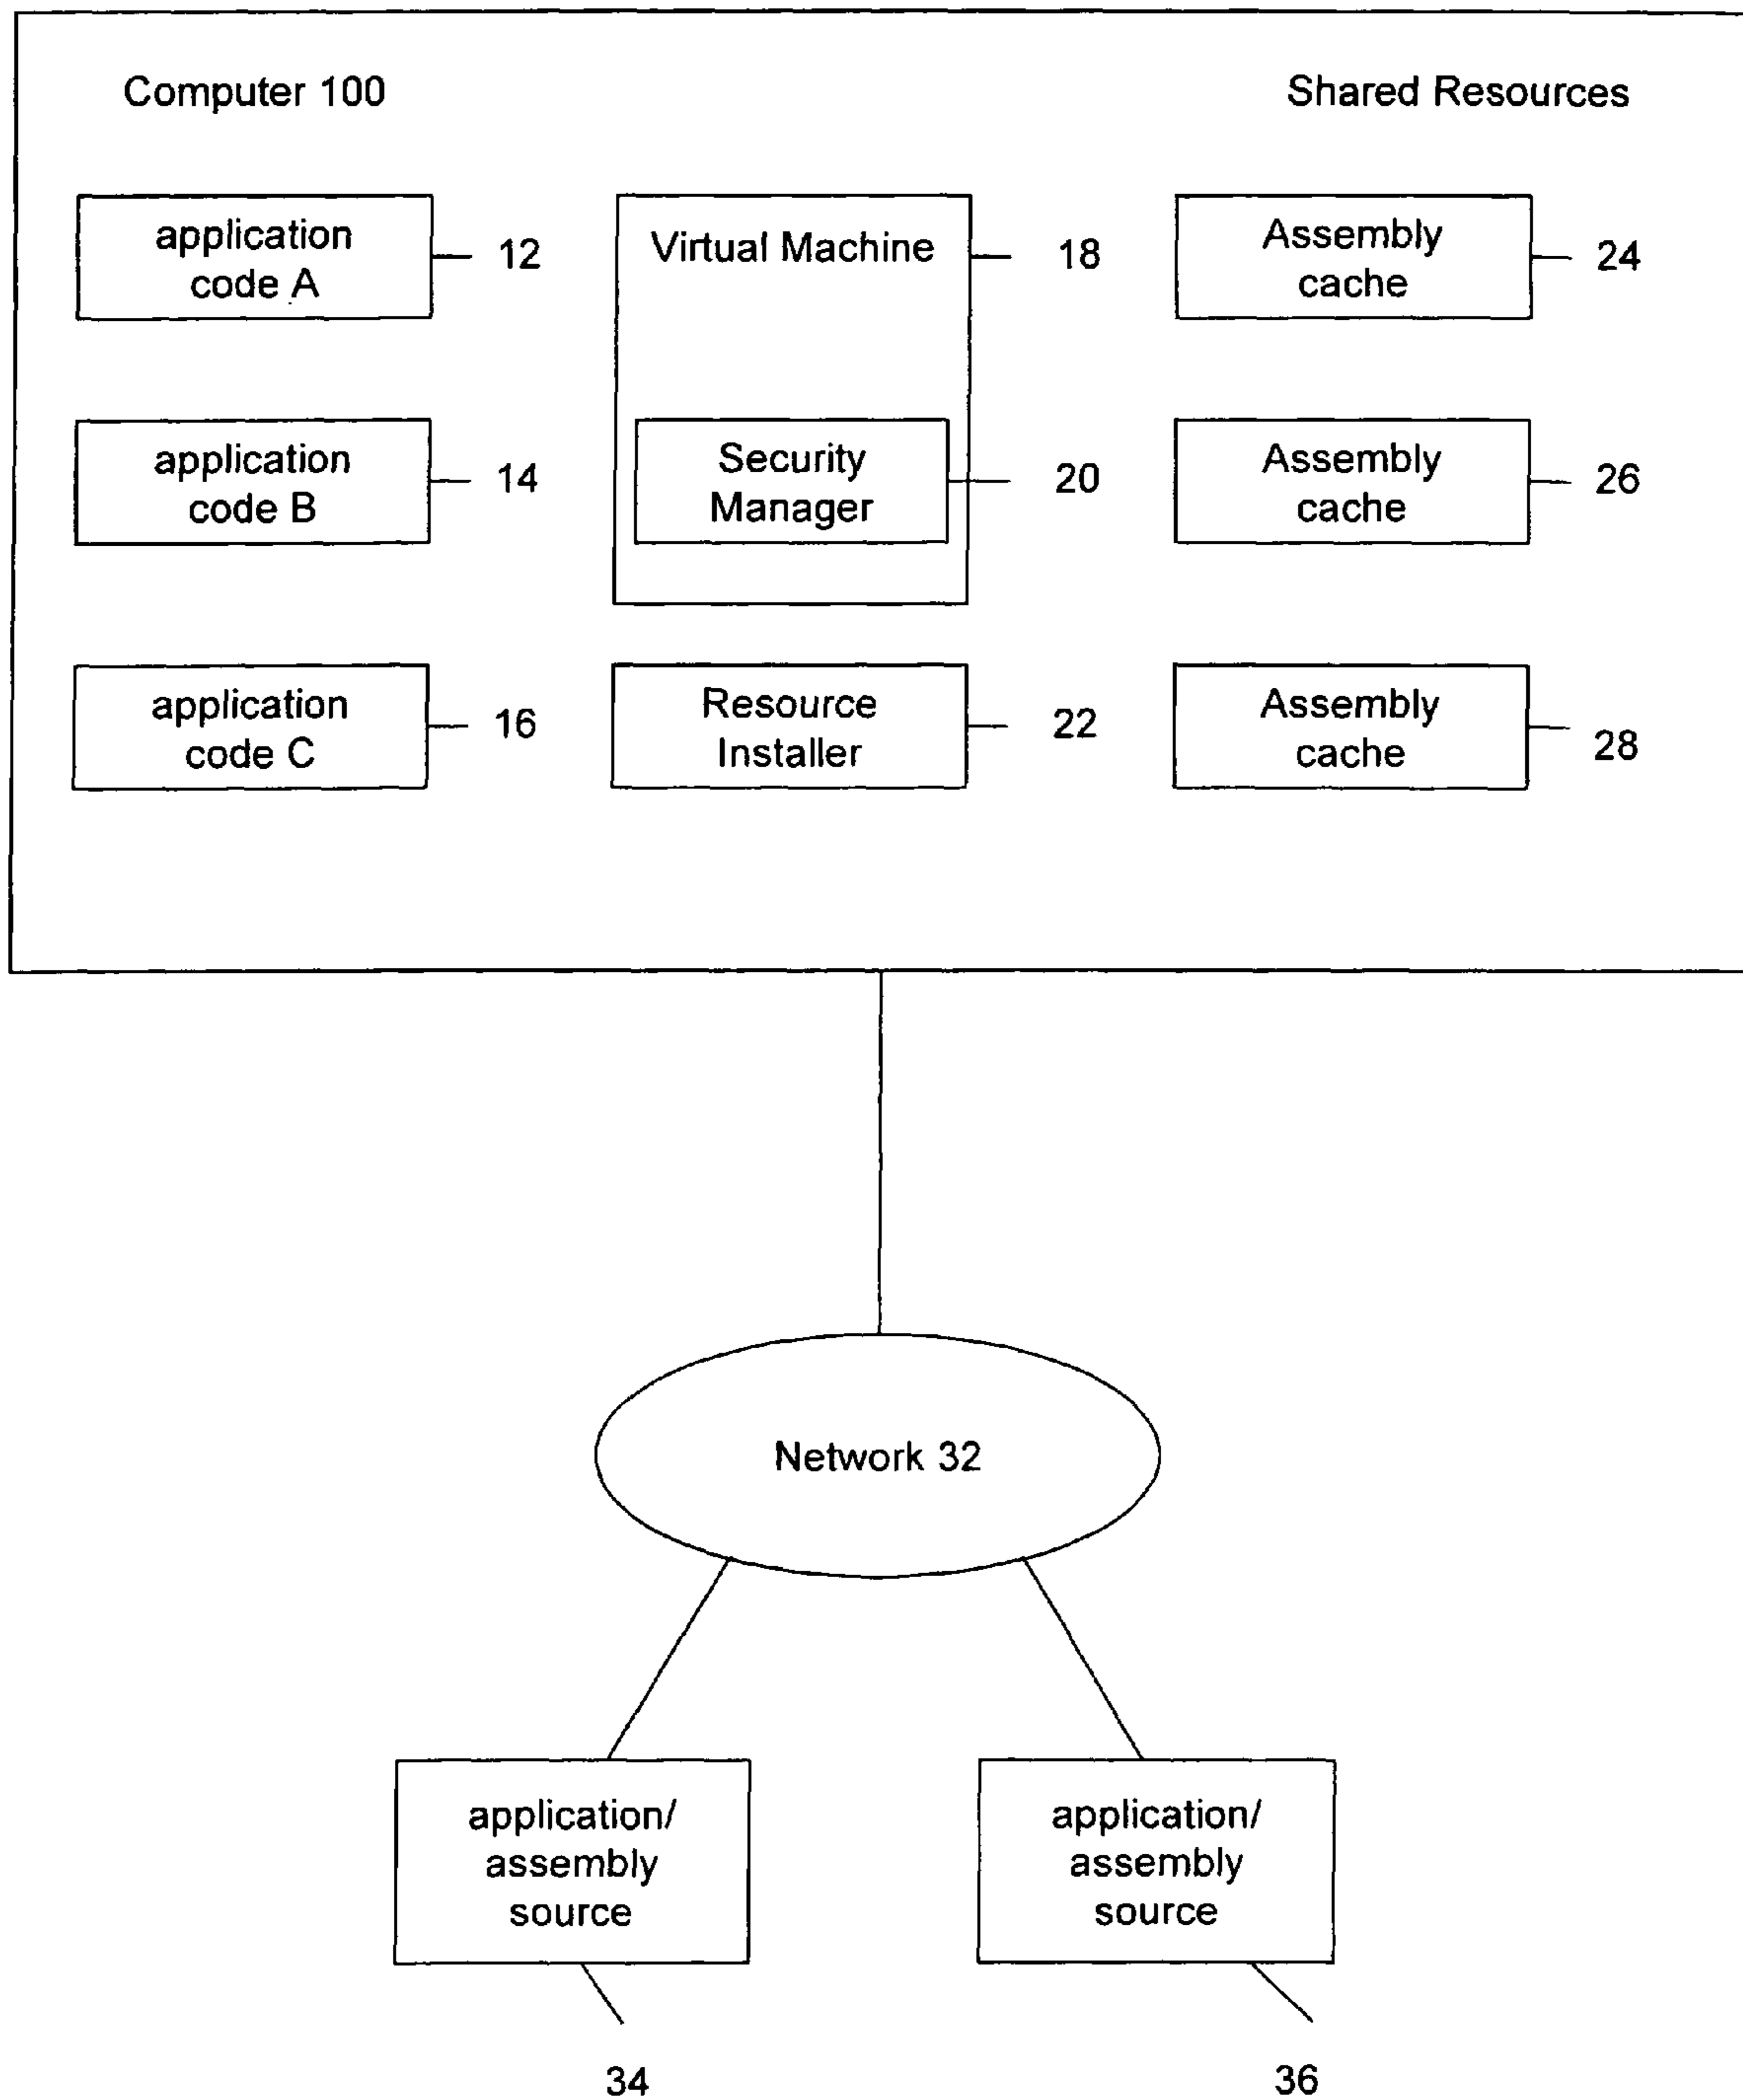 Computer 100
Shared Resources
application
code A
12
Virtual Machine
18
Assembly
cache
24
application
code B
14
Security
Manager
20
Assembly
cache
26
application
code C
16
Resource
Installer
22
Assembly
cache
28
Network 32
application/
assembly
source
application/
assembly
source
34
36